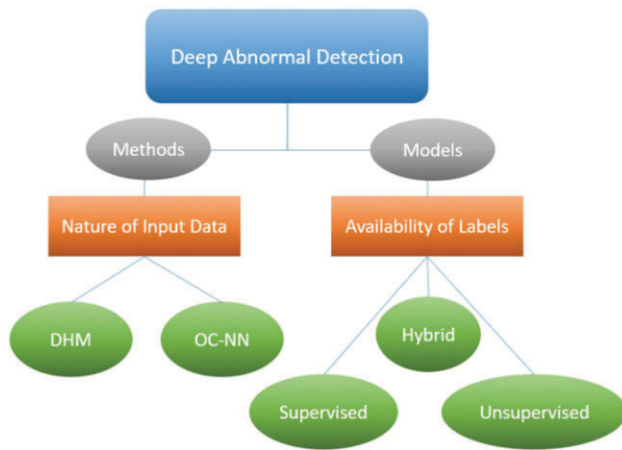 Deep Abnormal Detection
Methods
Models
Nature of Input Data
Availability of Labels
DHM
OC-NN
Hybrid
Supervised
Unsupervised